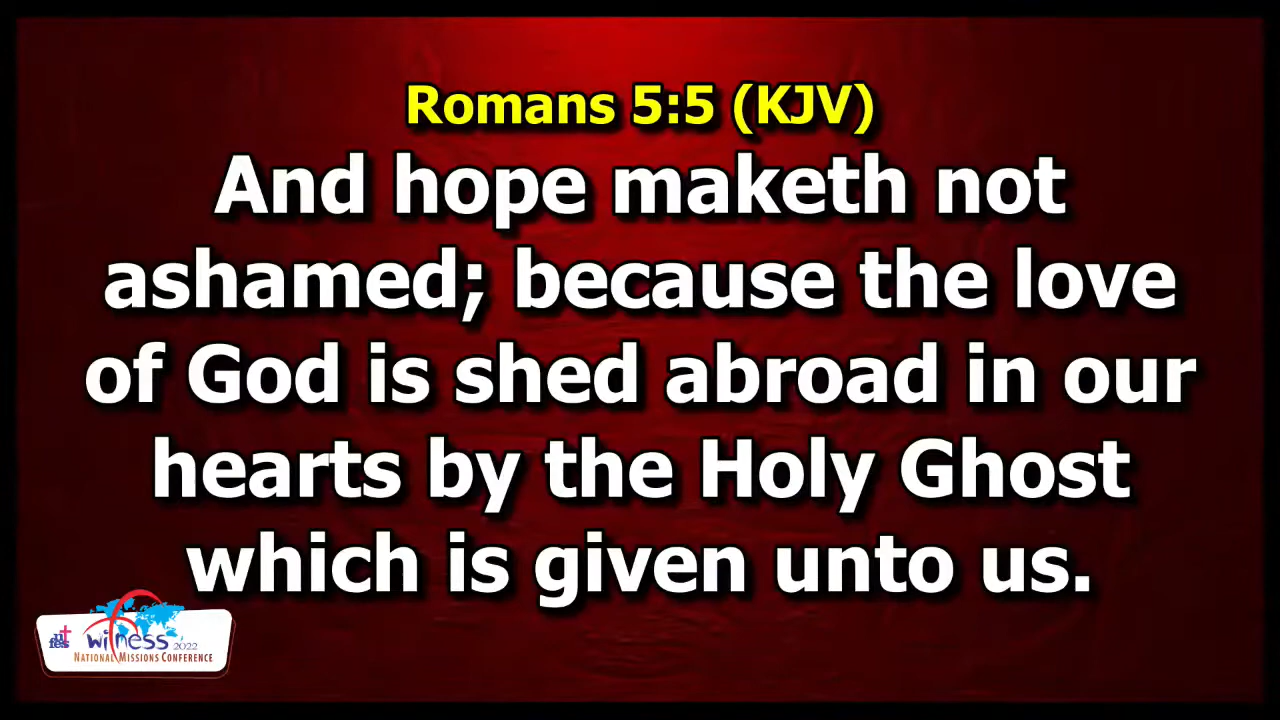 Romans 5:5 (KJV)
And hope maketh not
ashamed; because the love
of God is shed abroad in our
hearts by the Holy Ghost
which is given unto us.
witness 2022
NATIONAL MISSIONS CONFERENCE